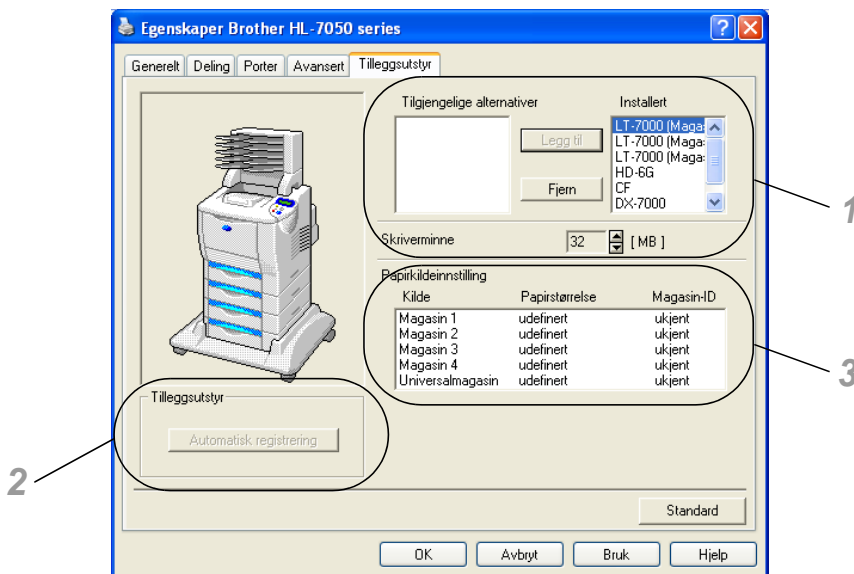 Egenskaper Brother HL-7050 series
Generelt Deling Porter Avansert Tilleggsutstyr
Tilgjengelige alternativer
Installert
Legg til
Fjern
LT-7000 (Maga
LT-7000 (Maga
LT-7000 (Maga
HD-6G
CF
DX-7000
1
Skriverminne 32 [ MB ]
Papirkildeinnstilling
Kilde Papirstørrelse Magasin-ID
Magasin 1 udefinert ukjent
Magasin 2 udefinert ukjent
Magasin 3 udefinert ukjent
Magasin 4 udefinert ukjent
Universalmagasin udefinert ukjent
3
Tilleggsutstyr
Automatisk registrering
2
Standard
OK Avbryt Bruk Hjelp